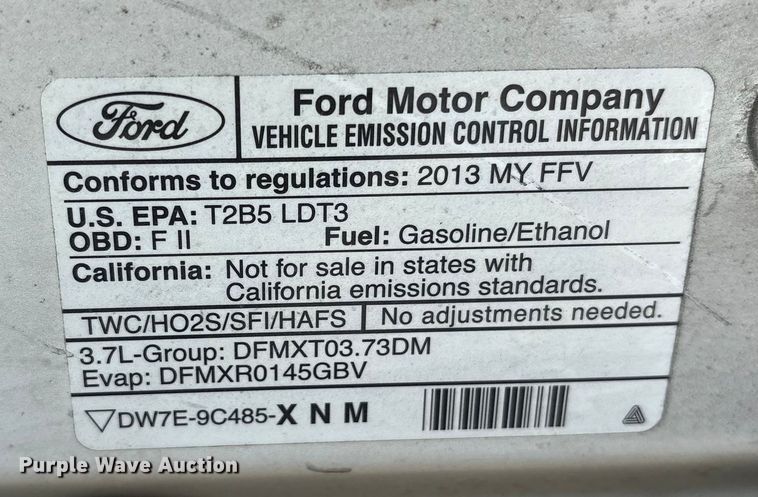 Ford
Ford Motor Company
VEHICLE EMISSION CONTROL INFORMATION
Conforms to regulations: 2013 MY FFV
U.S. EPA: T2B5 LDT3
OBD: F II Fuel: Gasoline/Ethanol
California: Not for sale in states with
California emissions standards.
TWC/HO2S/SFI/HAFS No adjustments needed.
3.7L-Group: DFMXT03.73DM
Evap: DFMXR0145GBV
▽DW7E-9C485-X N M
Purple Wave Auction